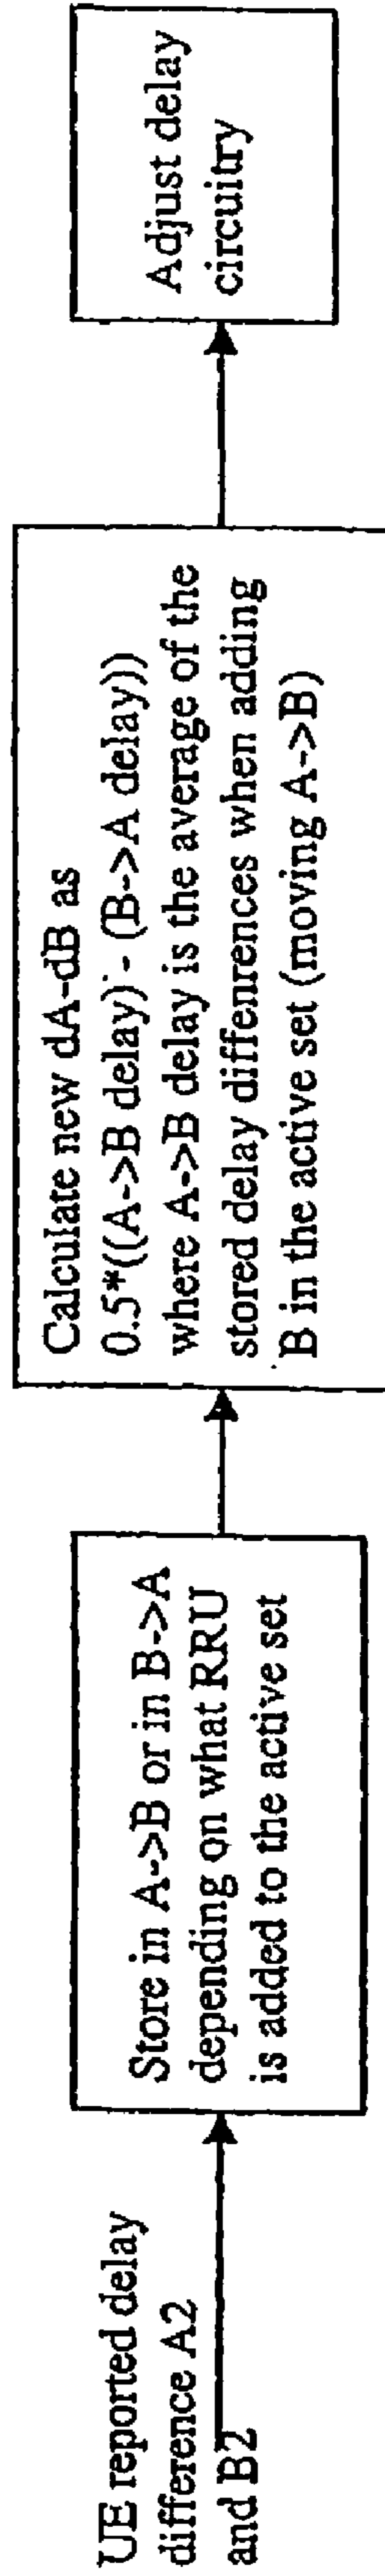 UE reported delay
difference A2
and B2
Store in A->B or in B->A
depending on what RRU
is added to the active set
Calculate new dA-dB as
0.5*((A->B delay) - (B->A delay))
where A->B delay is the average of the
stored delay diffenrences when adding
B in the active set (moving A->B)
Adjust delay
circuitry